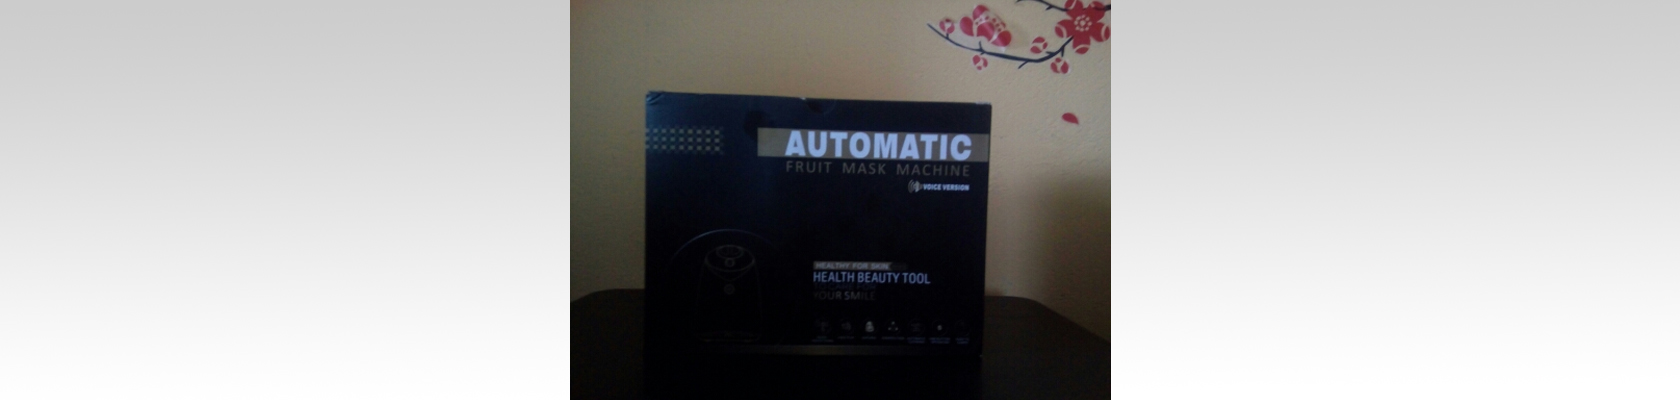 AUTOMATIC
FRUIT MASK MACHINE
VOICE VERSION
HEALTHY FOR SKIN
HEALTH BEAUTY TOOL
YOUR SMILE